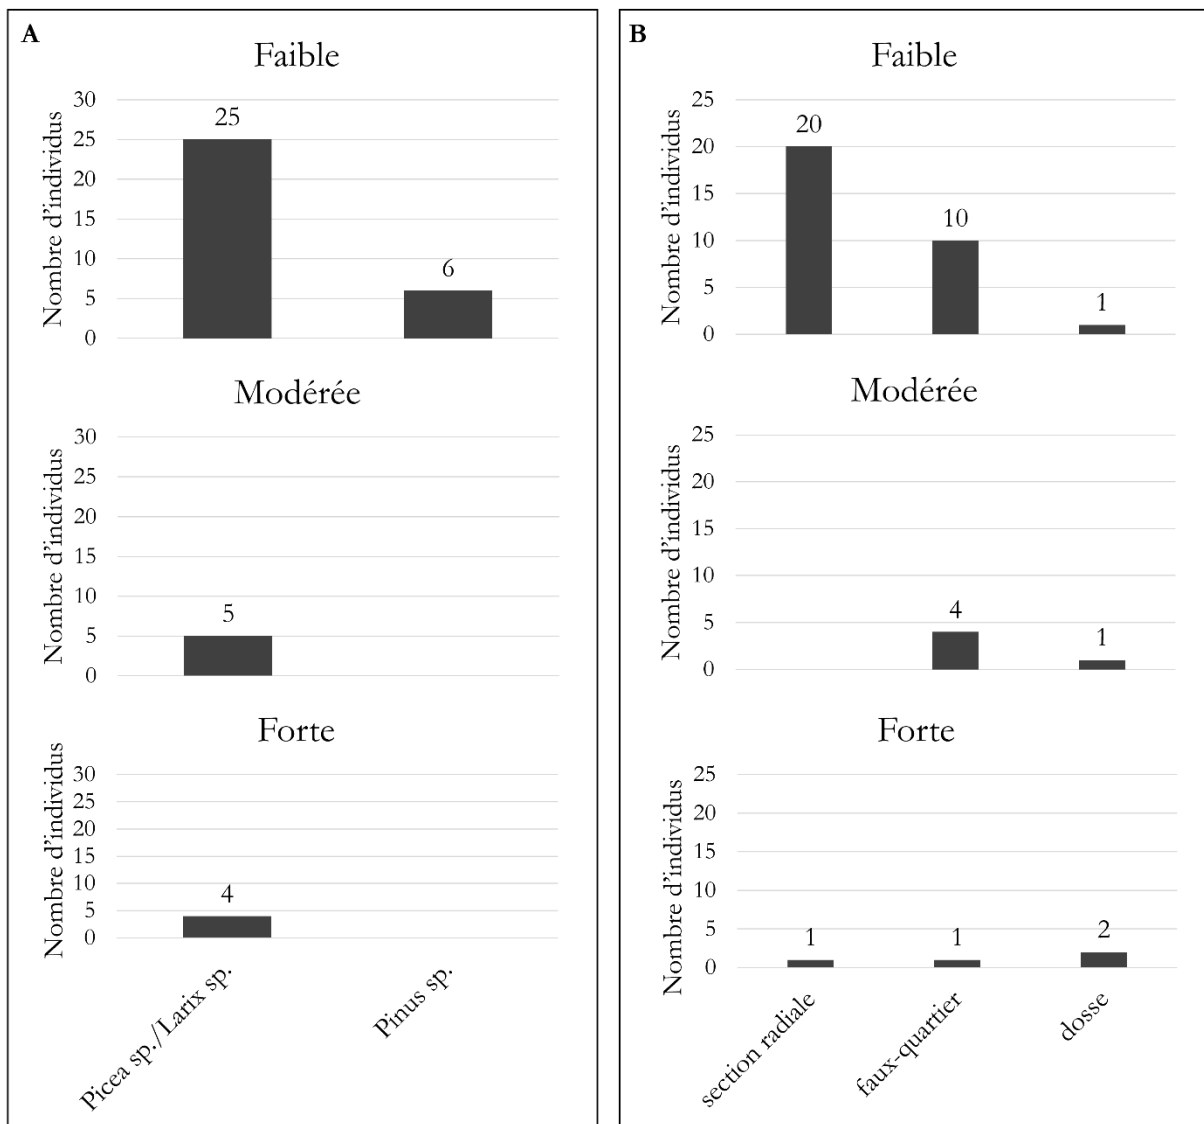 A
Faible
Nombre d'individus
30
25
20
15
10
5
0
25
6
Modérée
Nombre d'individus
30
25
20
15
10
5
0
5
Forte
Nombre d'individus
30
25
20
15
10
5
0
4
Picea sp./Larix sp.
Pinus sp.
B
Faible
Nombre d'individus
25
20
15
10
5
0
20
10
1
Modérée
Nombre d'individus
25
20
15
10
5
0
4
1
Forte
Nombre d'individus
25
20
15
10
5
0
1
1
2
section radiale
faux-quartier
dosse